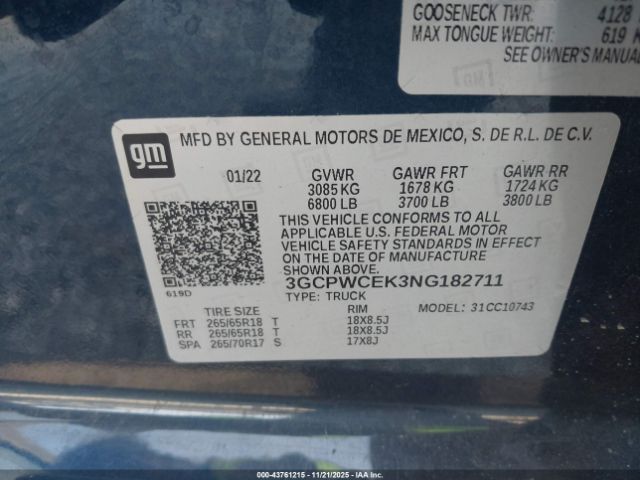 GOOSENECK TWR: 4128
MAX TONGUE WEIGHT: 619 K
SEE OWNER'S MANUA
gm
MFD BY GENERAL MOTORS DE MEXICO, S. DE R.L. DE C.V.
01/22 GVWR GAWR FRT GAWR RR
3085 KG 1678 KG 1724 KG
6800 LB 3700 LB 3800 LB
THIS VEHICLE CONFORMS TO ALL
APPLICABLE U.S. FEDERAL MOTOR
VEHICLE SAFETY STANDARDS IN EFFECT
ON THE DATE OF MANUFACTURE
SHOWN ABOVE.
3GCPWCEK3NG182711
619D
TYPE: TRUCK
MODEL: 31CC10743
TIRE SIZE RIM
FRT 265/65R18 T 18X8.5J
RR 265/65R18 T 18X8.5J
SPA 265/70R17 S 17X8J
000-43761215 - 11/21/2025 - IAAI.com